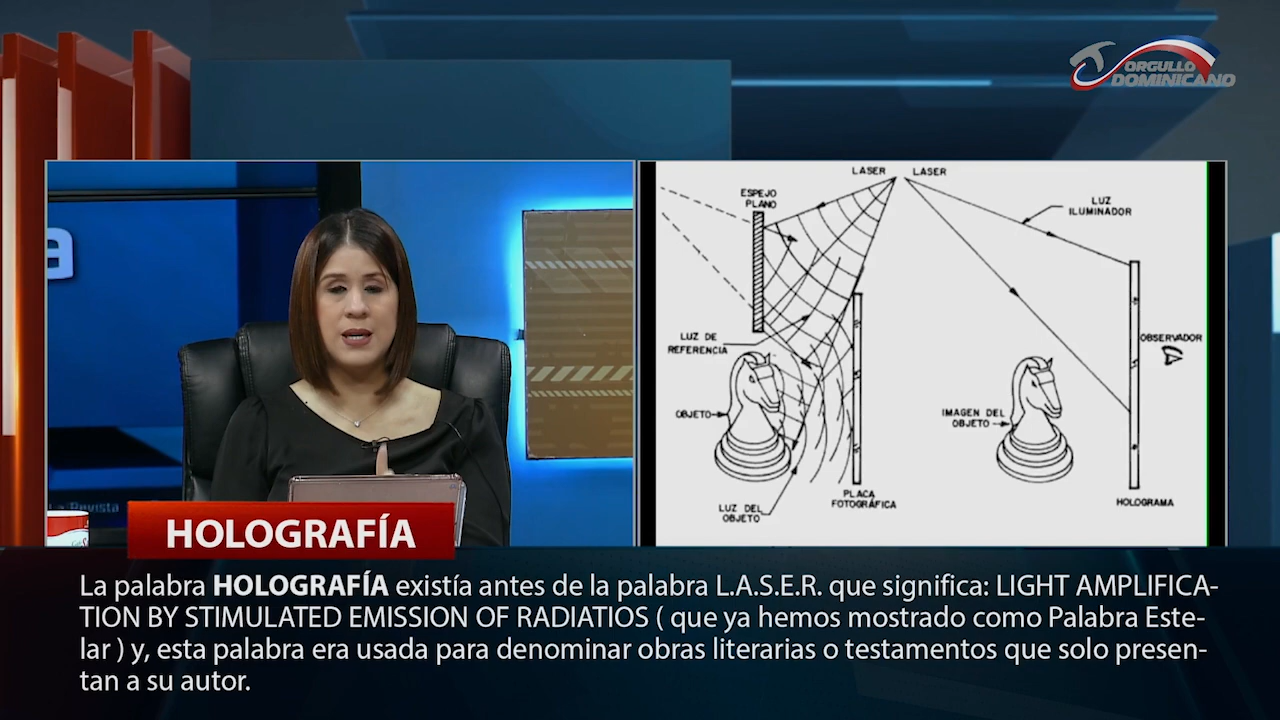 ORGULLO
DOMINICANO
a
La Revista
LASER
LASER
ESPEJO
PLANO
LUZ
ILUMINADOR
LUZ DE
REFERENCIA
OBSERVADOR
OBJETO
IMAGEN DEL
OBJETO
PLACA
FOTOGRÁFICA
LUZ DEL
OBJETO
HOLOGRAMA
HOLOGRAFÍA
La palabra HOLOGRAFÍA existía antes de la palabra L.A.S.E.R. que significa: LIGHT AMPLIFICA-
TION BY STIMULATED EMISSION OF RADIATIOS ( que ya hemos mostrado como Palabra Este-
lar ) y, esta palabra era usada para denominar obras literarias o testamentos que solo presen-
tan a su autor.